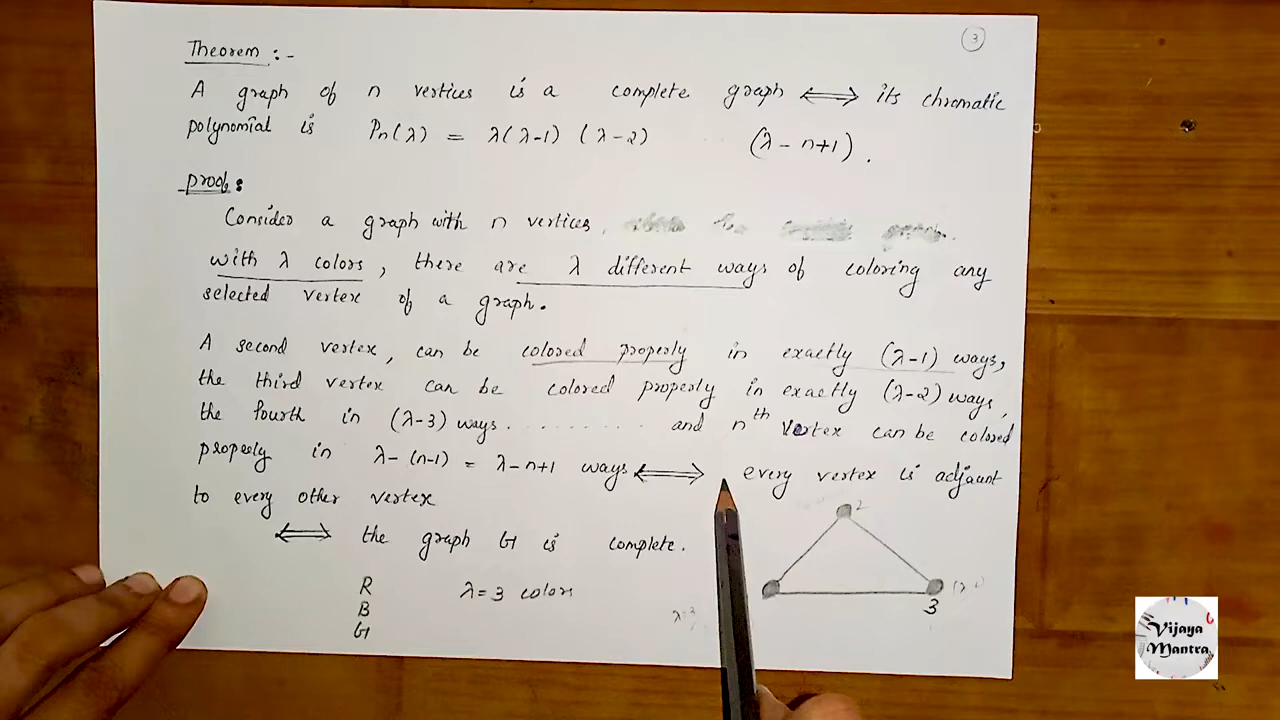 3
Theorem :-
A graph of n vertices is a complete graph ⟺ its chromatic
polynomial is Pn(λ) = λ(λ-1) (λ-2) (λ-n+1).
proof:
Consider a graph with n vertices.
with λ colors, there are λ different ways of coloring any
selected vertex of a graph.
A second vertex, can be colored properly in exactly (λ-1) ways,
the third vertex can be colored properly in exactly (λ-2) ways,
the fourth in (λ-3) ways. . . . . . . . . and nth vertex can be colored
properly in λ-(n-1) = λ-n+1 ways ⟺ every vertex is adjaunt
to every other vertex
⟺ the graph G is complete.
R λ=3 colors
B
G
2
3
Vijaya
Mantra